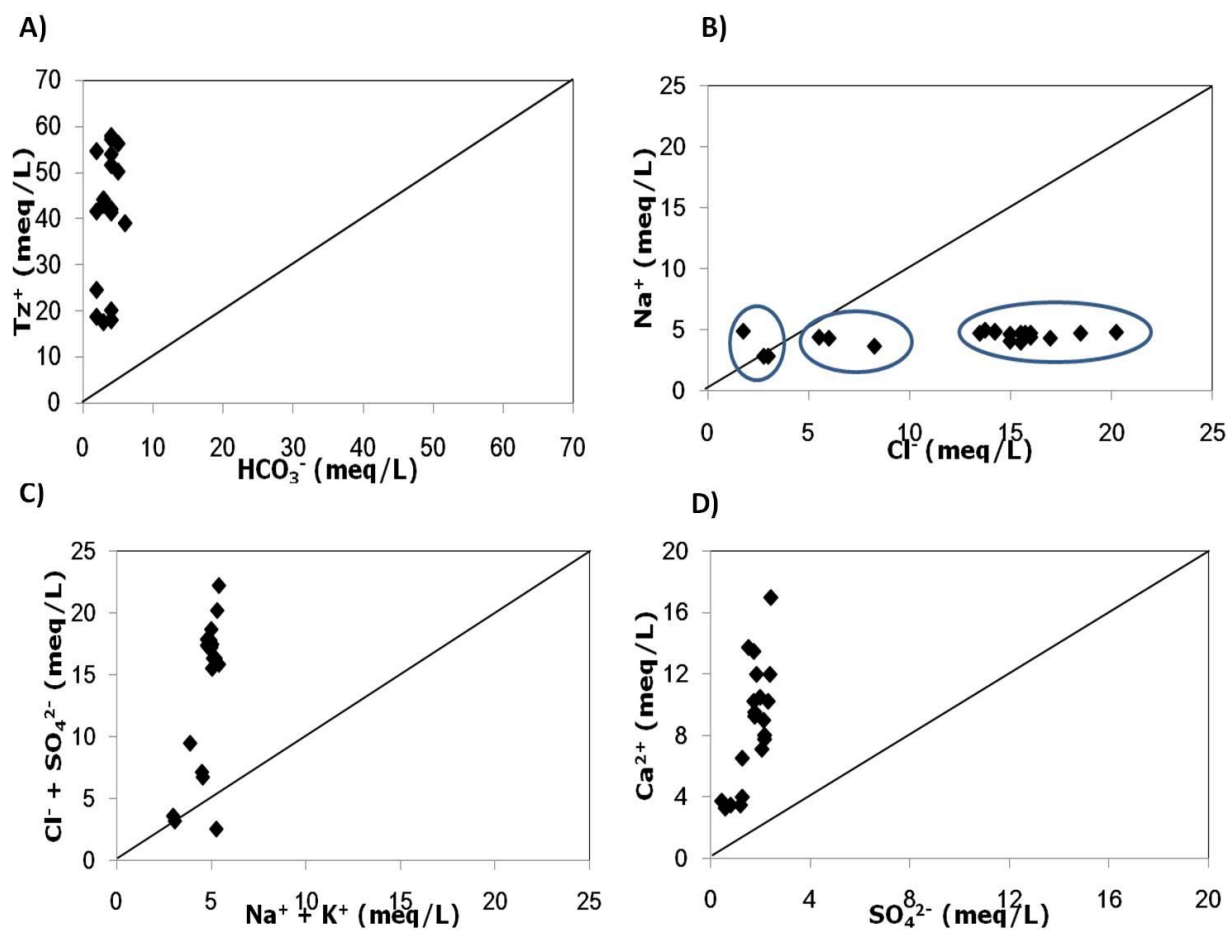 A)
70
60
50
40
30
20
10
0
Tz⁺ (meq/L)
0 10 20 30 40 50 60 70
HCO₃⁻ (meq/L)
B)
25
20
15
10
5
0
Na⁺ (meq/L)
0 5 10 15 20 25
Cl⁻ (meq/L)
C)
25
20
15
10
5
0
Cl⁻ + SO₄²⁻ (meq/L)
0 5 10 15 20 25
Na⁺ + K⁺ (meq/L)
D)
20
16
12
8
4
0
Ca²⁺ (meq/L)
0 4 8 12 16 20
SO₄²⁻ (meq/L)